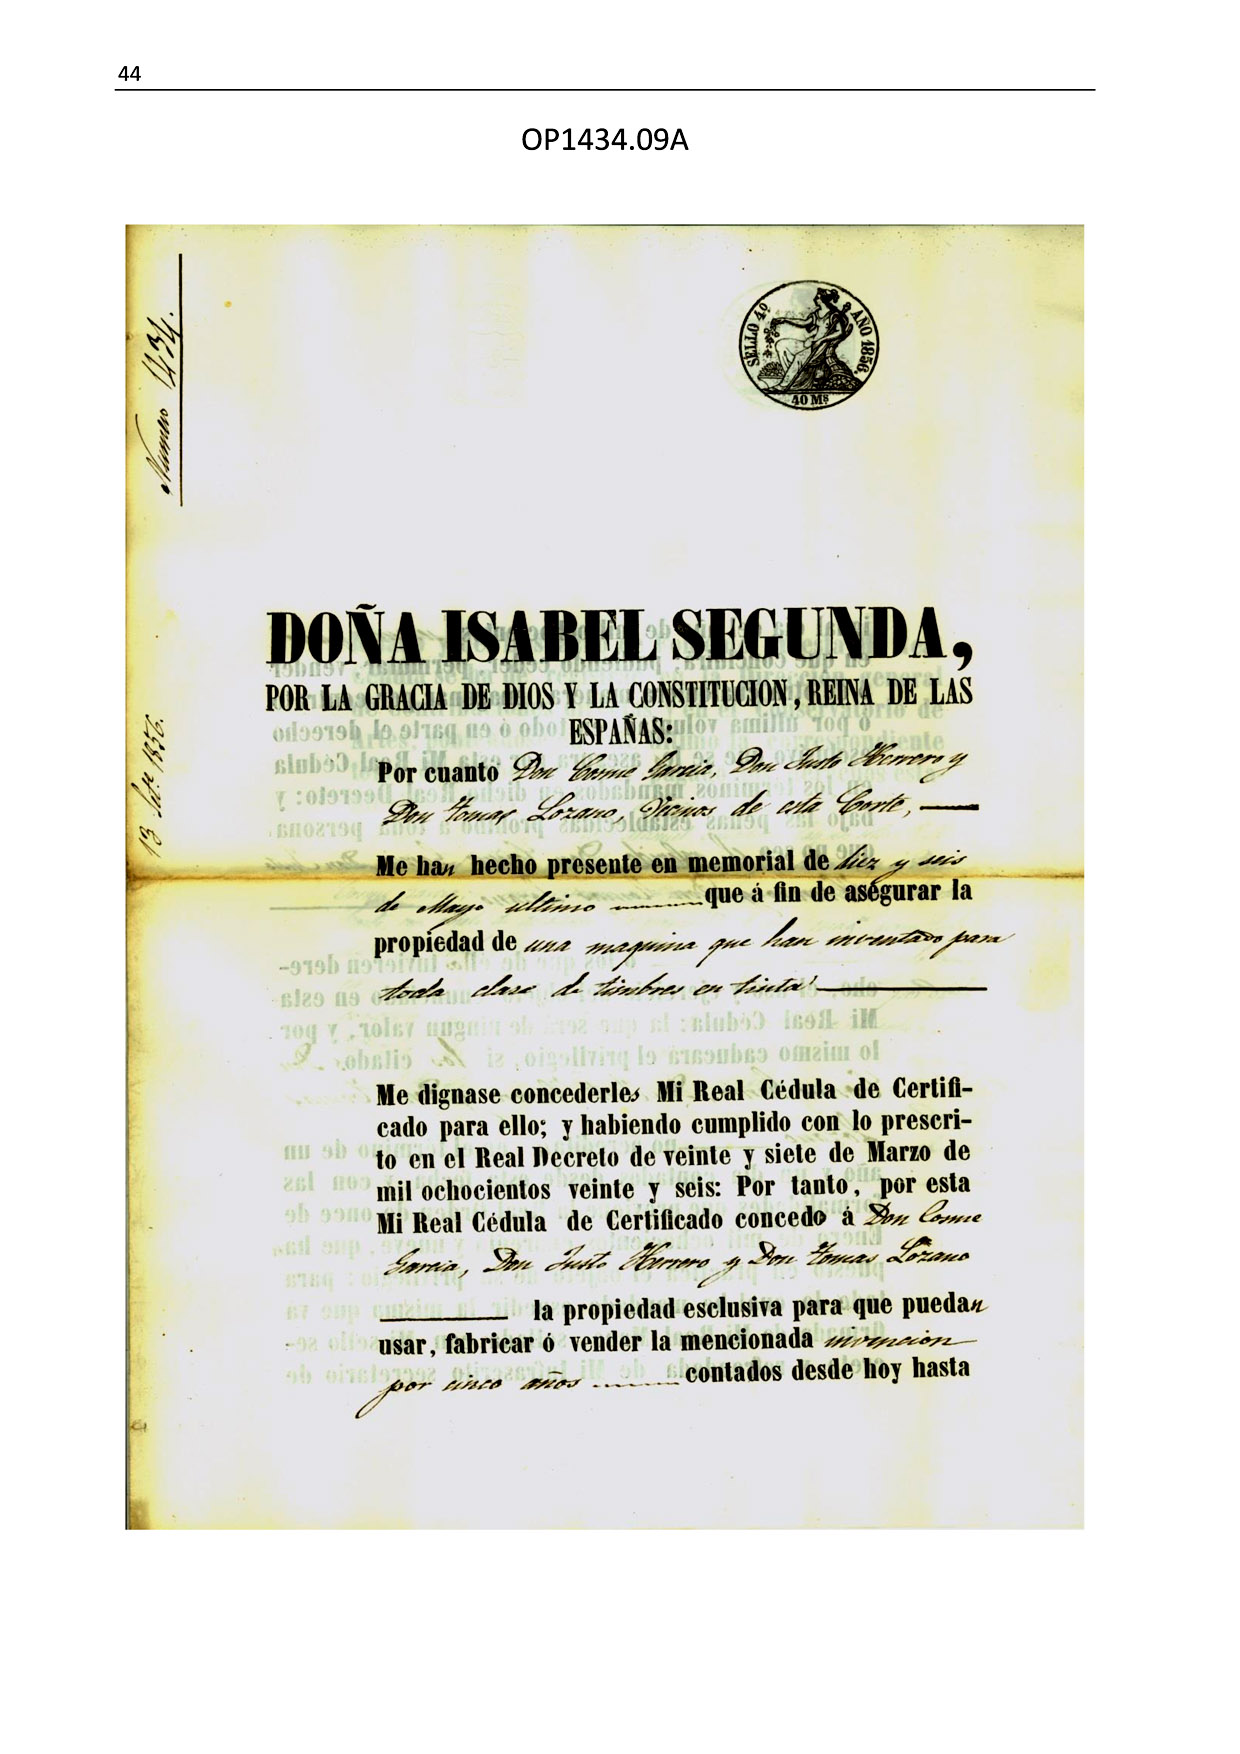 44
OP1434.09A
Numero 1434.
SELLO 4º AÑO 1856.
40 Mˢ
13 Set.e 1856.
DOÑA ISABEL SEGUNDA,
POR LA GRACIA DE DIOS Y LA CONSTITUCION, REINA DE LAS
ESPAÑAS:
Por cuanto Don Cosme Garcia, Don Justo Herrero y
Don Tomas Lozano, Vecinos de esta Corte,
Me han hecho presente en memorial de diez y seis
de Mayo ultimo que á fin de asegurar la
propiedad de una maquina que han inventado para
toda clase de timbres en tinta
Me dignase concederles Mi Real Cédula de Certifi-
cado para ello; y habiendo cumplido con lo prescri-
to en el Real Decreto de veinte y siete de Marzo de
mil ochocientos veinte y seis: Por tanto, por esta
Mi Real Cédula de Certificado concedo á Don Cosme
Garcia, Don Justo Herrero y Don Tomas Lozano
la propiedad esclusiva para que puedan
usar, fabricar ó vender la mencionada invencion
por cinco años contados desde hoy hasta